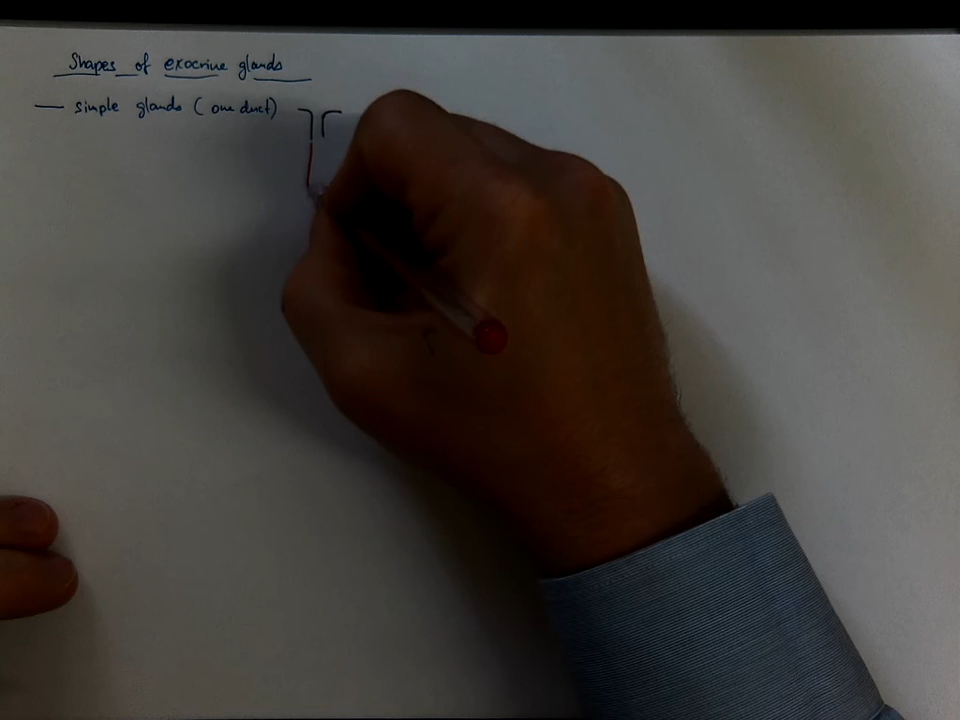 Shapes of exocrine glands
— simple glands (one duct)